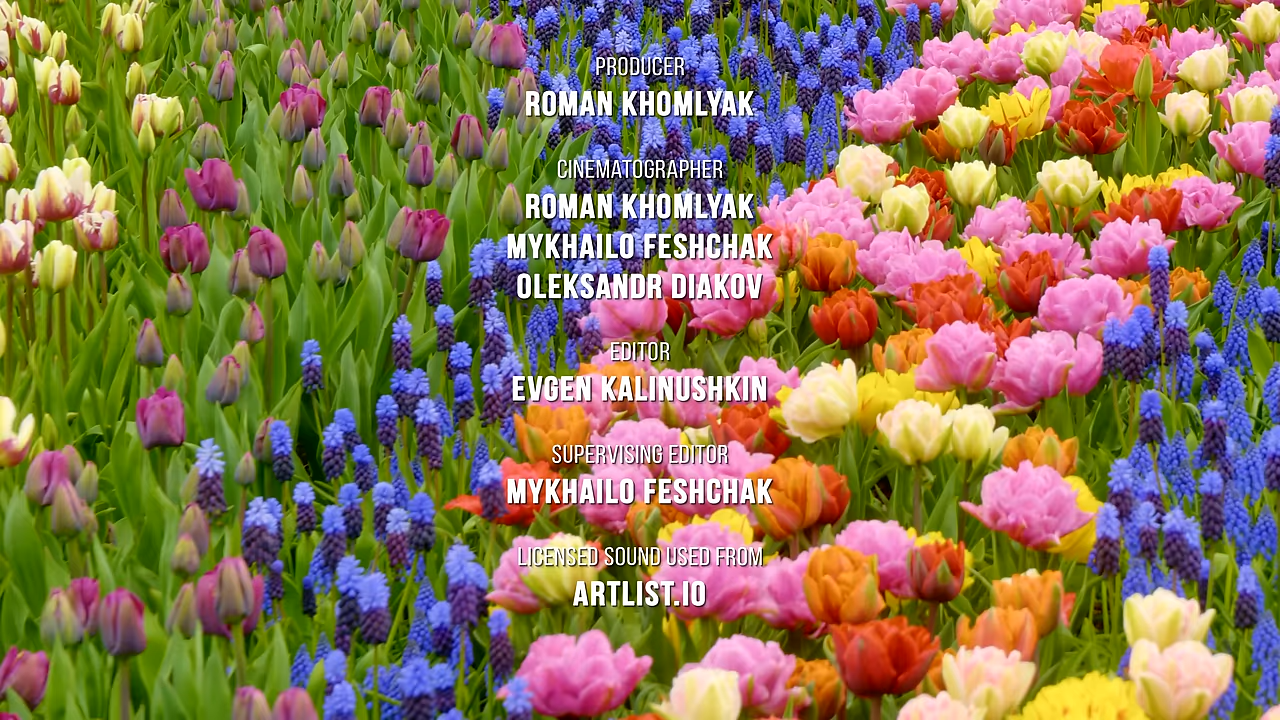 PRODUCER
ROMAN KHOMLYAK
CINEMATOGRAPHER
ROMAN KHOMLYAK
MYKHAILO FESHCHAK
OLEKSANDR DIAKOV
EDITOR
EVGEN KALINUSHKIN
SUPERVISING EDITOR
MYKHAILO FESHCHAK
LICENSED SOUND USED FROM
ARTLIST.IO